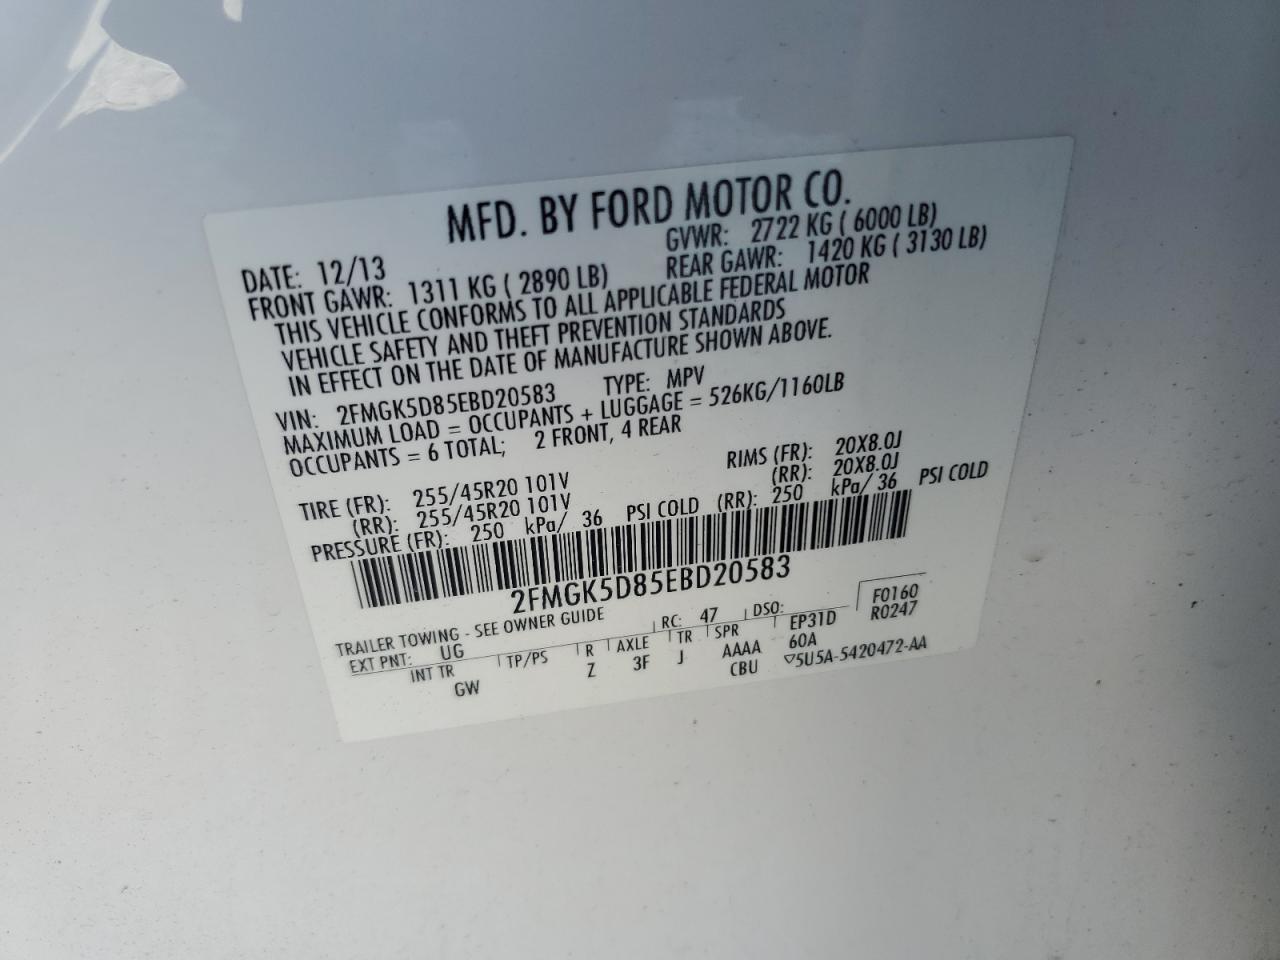 MFD. BY FORD MOTOR CO.
DATE: 12/13 GVWR: 2722 KG ( 6000 LB)
FRONT GAWR: 1311 KG ( 2890 LB) REAR GAWR: 1420 KG ( 3130 LB)
THIS VEHICLE CONFORMS TO ALL APPLICABLE FEDERAL MOTOR
VEHICLE SAFETY AND THEFT PREVENTION STANDARDS
IN EFFECT ON THE DATE OF MANUFACTURE SHOWN ABOVE.
VIN: 2FMGK5D85EBD20583 TYPE: MPV
MAXIMUM LOAD = OCCUPANTS + LUGGAGE = 526KG/1160LB
OCCUPANTS = 6 TOTAL; 2 FRONT, 4 REAR
TIRE (FR): 255/45R20 101V RIMS (FR): 20X8.0J
(RR): 255/45R20 101V (RR): 20X8.0J
PRESSURE (FR): 250 kPa/ 36 PSI COLD (RR): 250 kPa/ 36 PSI COLD
2FMGK5D85EBD20583
TRAILER TOWING - SEE OWNER GUIDE
F0160
EXT PNT: UG RC: 47 DSO: R0247
INT TR TP/PS R AXLE TR SPR EP31D
GW Z 3F J AAAA 60A
CBU ▽5U5A-5420472-AA